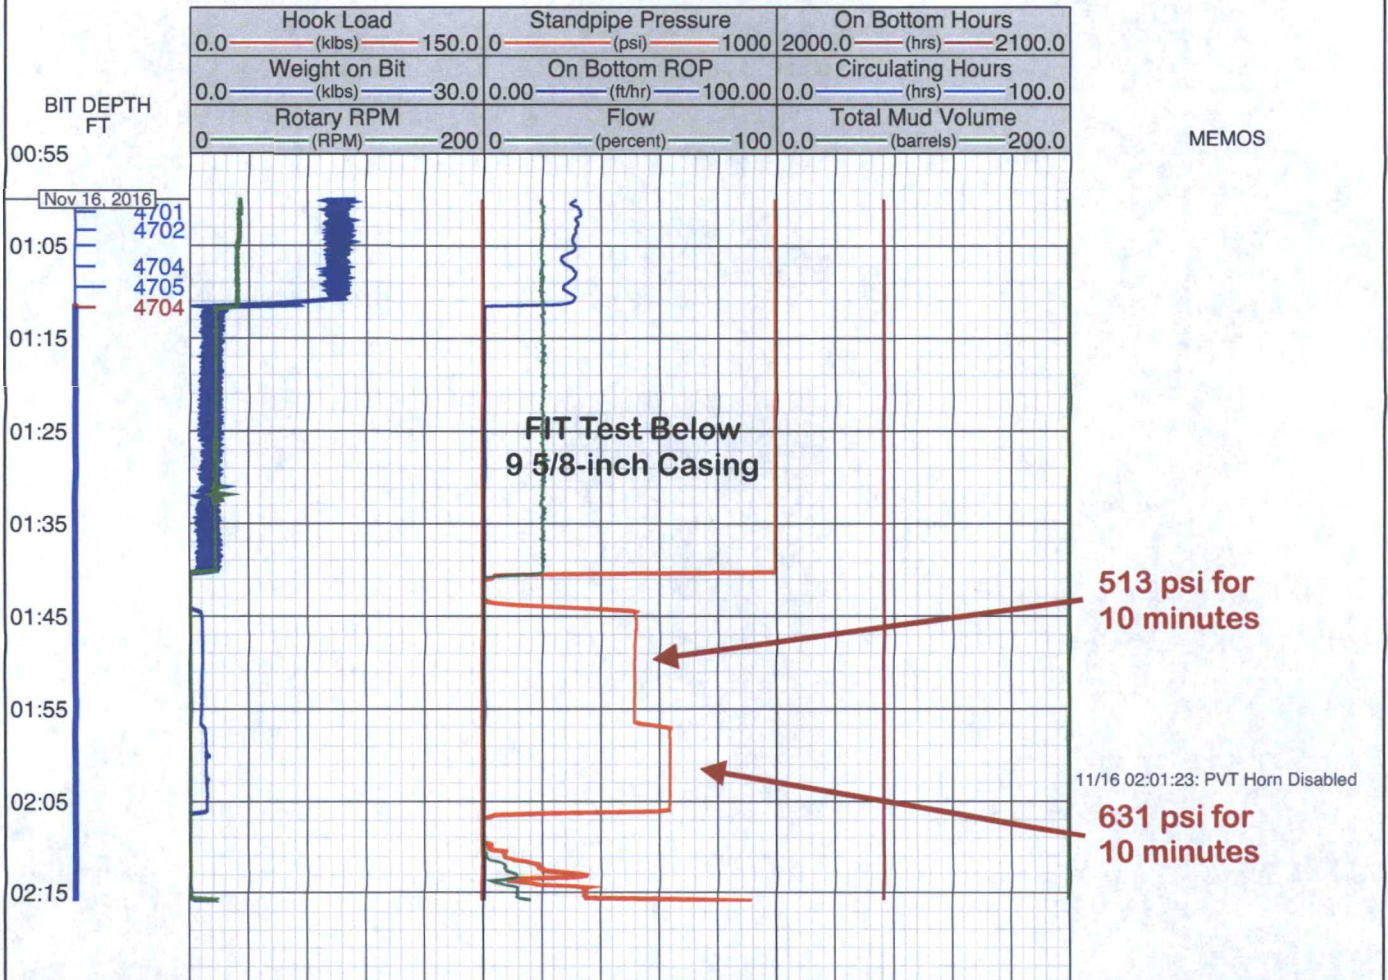 Hook Load
0.0 (klbs) 150.0
Standpipe Pressure
0 (psi) 1000
On Bottom Hours
2000.0 (hrs) 2100.0
Weight on Bit
0.0 (klbs) 30.0
On Bottom ROP
0.00 (ft/hr) 100.00
Circulating Hours
0.0 (hrs) 100.0
Rotary RPM
0 (RPM) 200
Flow
0 (percent) 100
Total Mud Volume
0.0 (barrels) 200.0
BIT DEPTH
FT
MEMOS
00:55
Nov 16, 2016
4701
4702
01:05
4704
4705
4704
01:15
01:25
FIT Test Below
9 5/8-inch Casing
01:35
513 psi for
10 minutes
01:45
01:55
11/16 02:01:23: PVT Horn Disabled
02:05
631 psi for
10 minutes
02:15